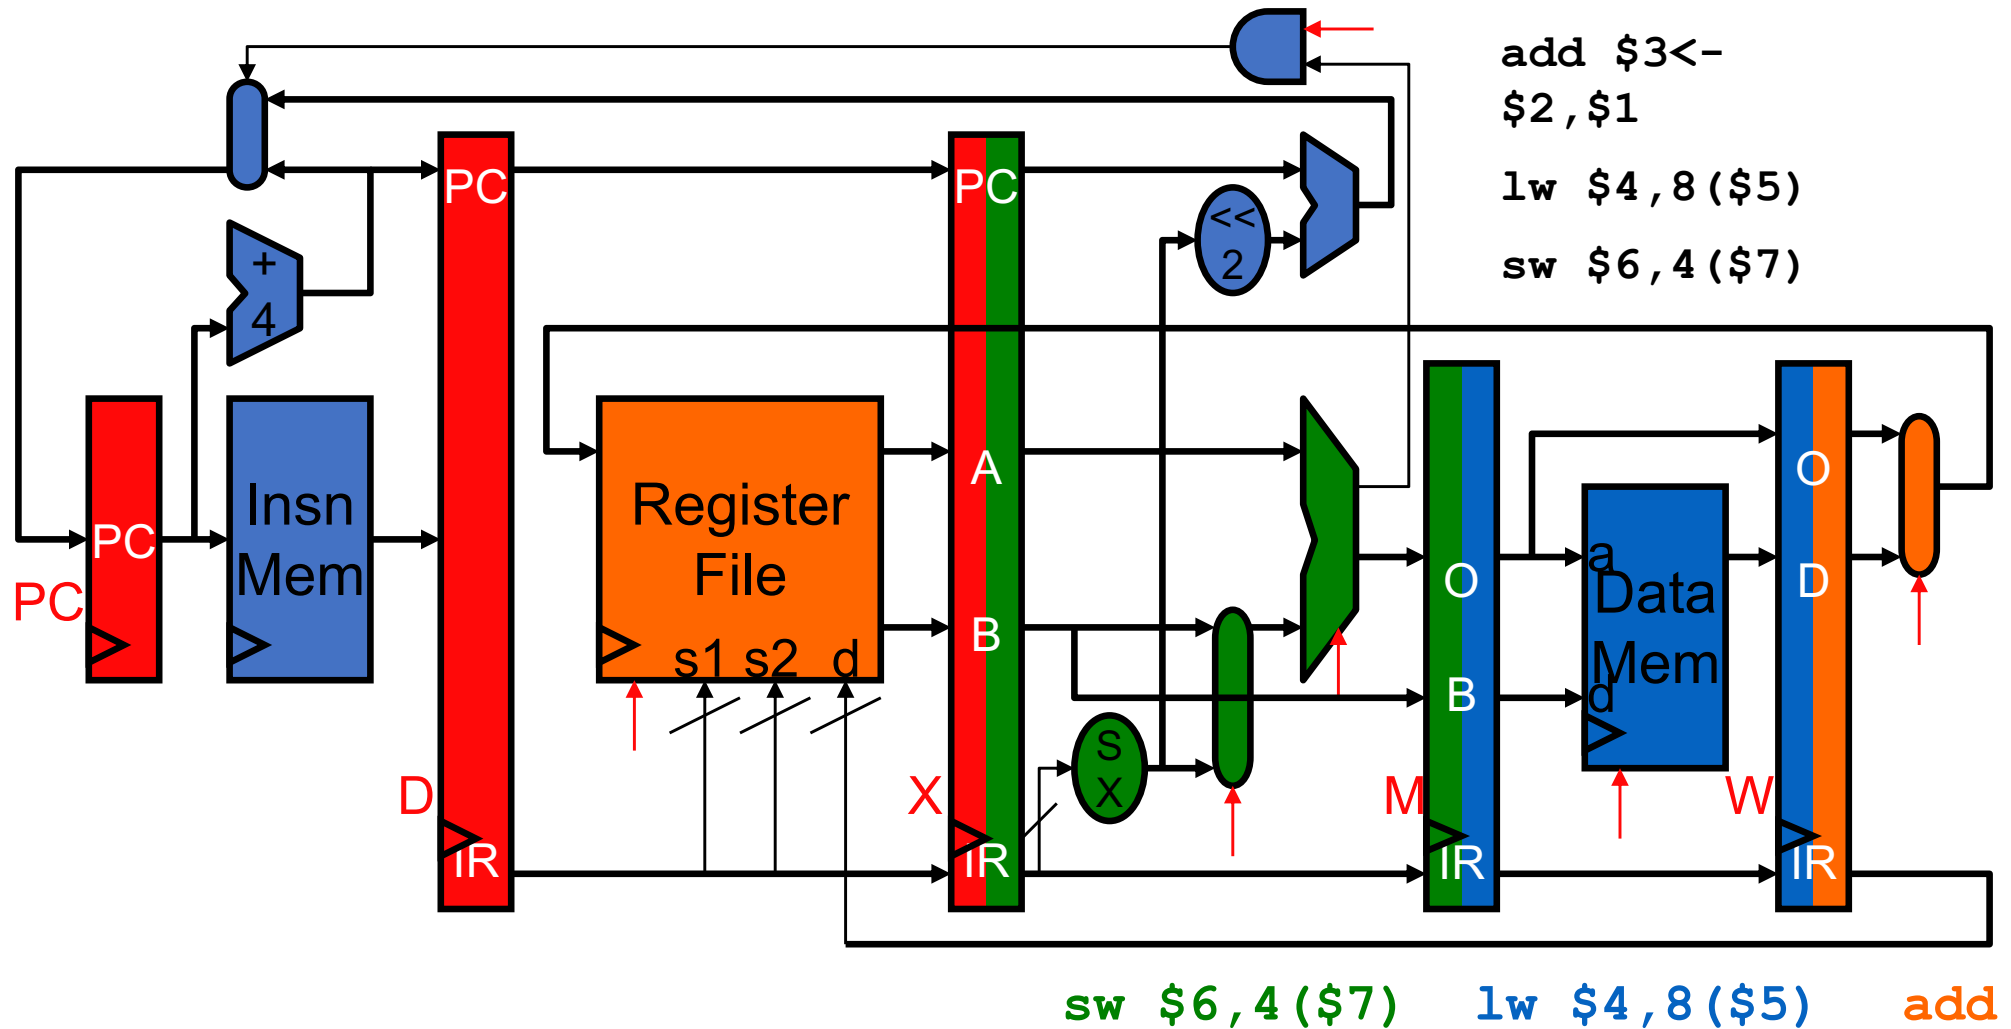 add $3<-
$2,$1
lw $4,8($5)
sw $6,4($7)
PC
PC
<<
2
+
4
PC
PC
Insn
Mem
Register
File
s1 s2 d
A
B
S
X
O
B
a
Data
Mem
d
O
D
D
X
M
W
IR
IR
IR
IR
sw $6,4($7)
lw $4,8($5)
add